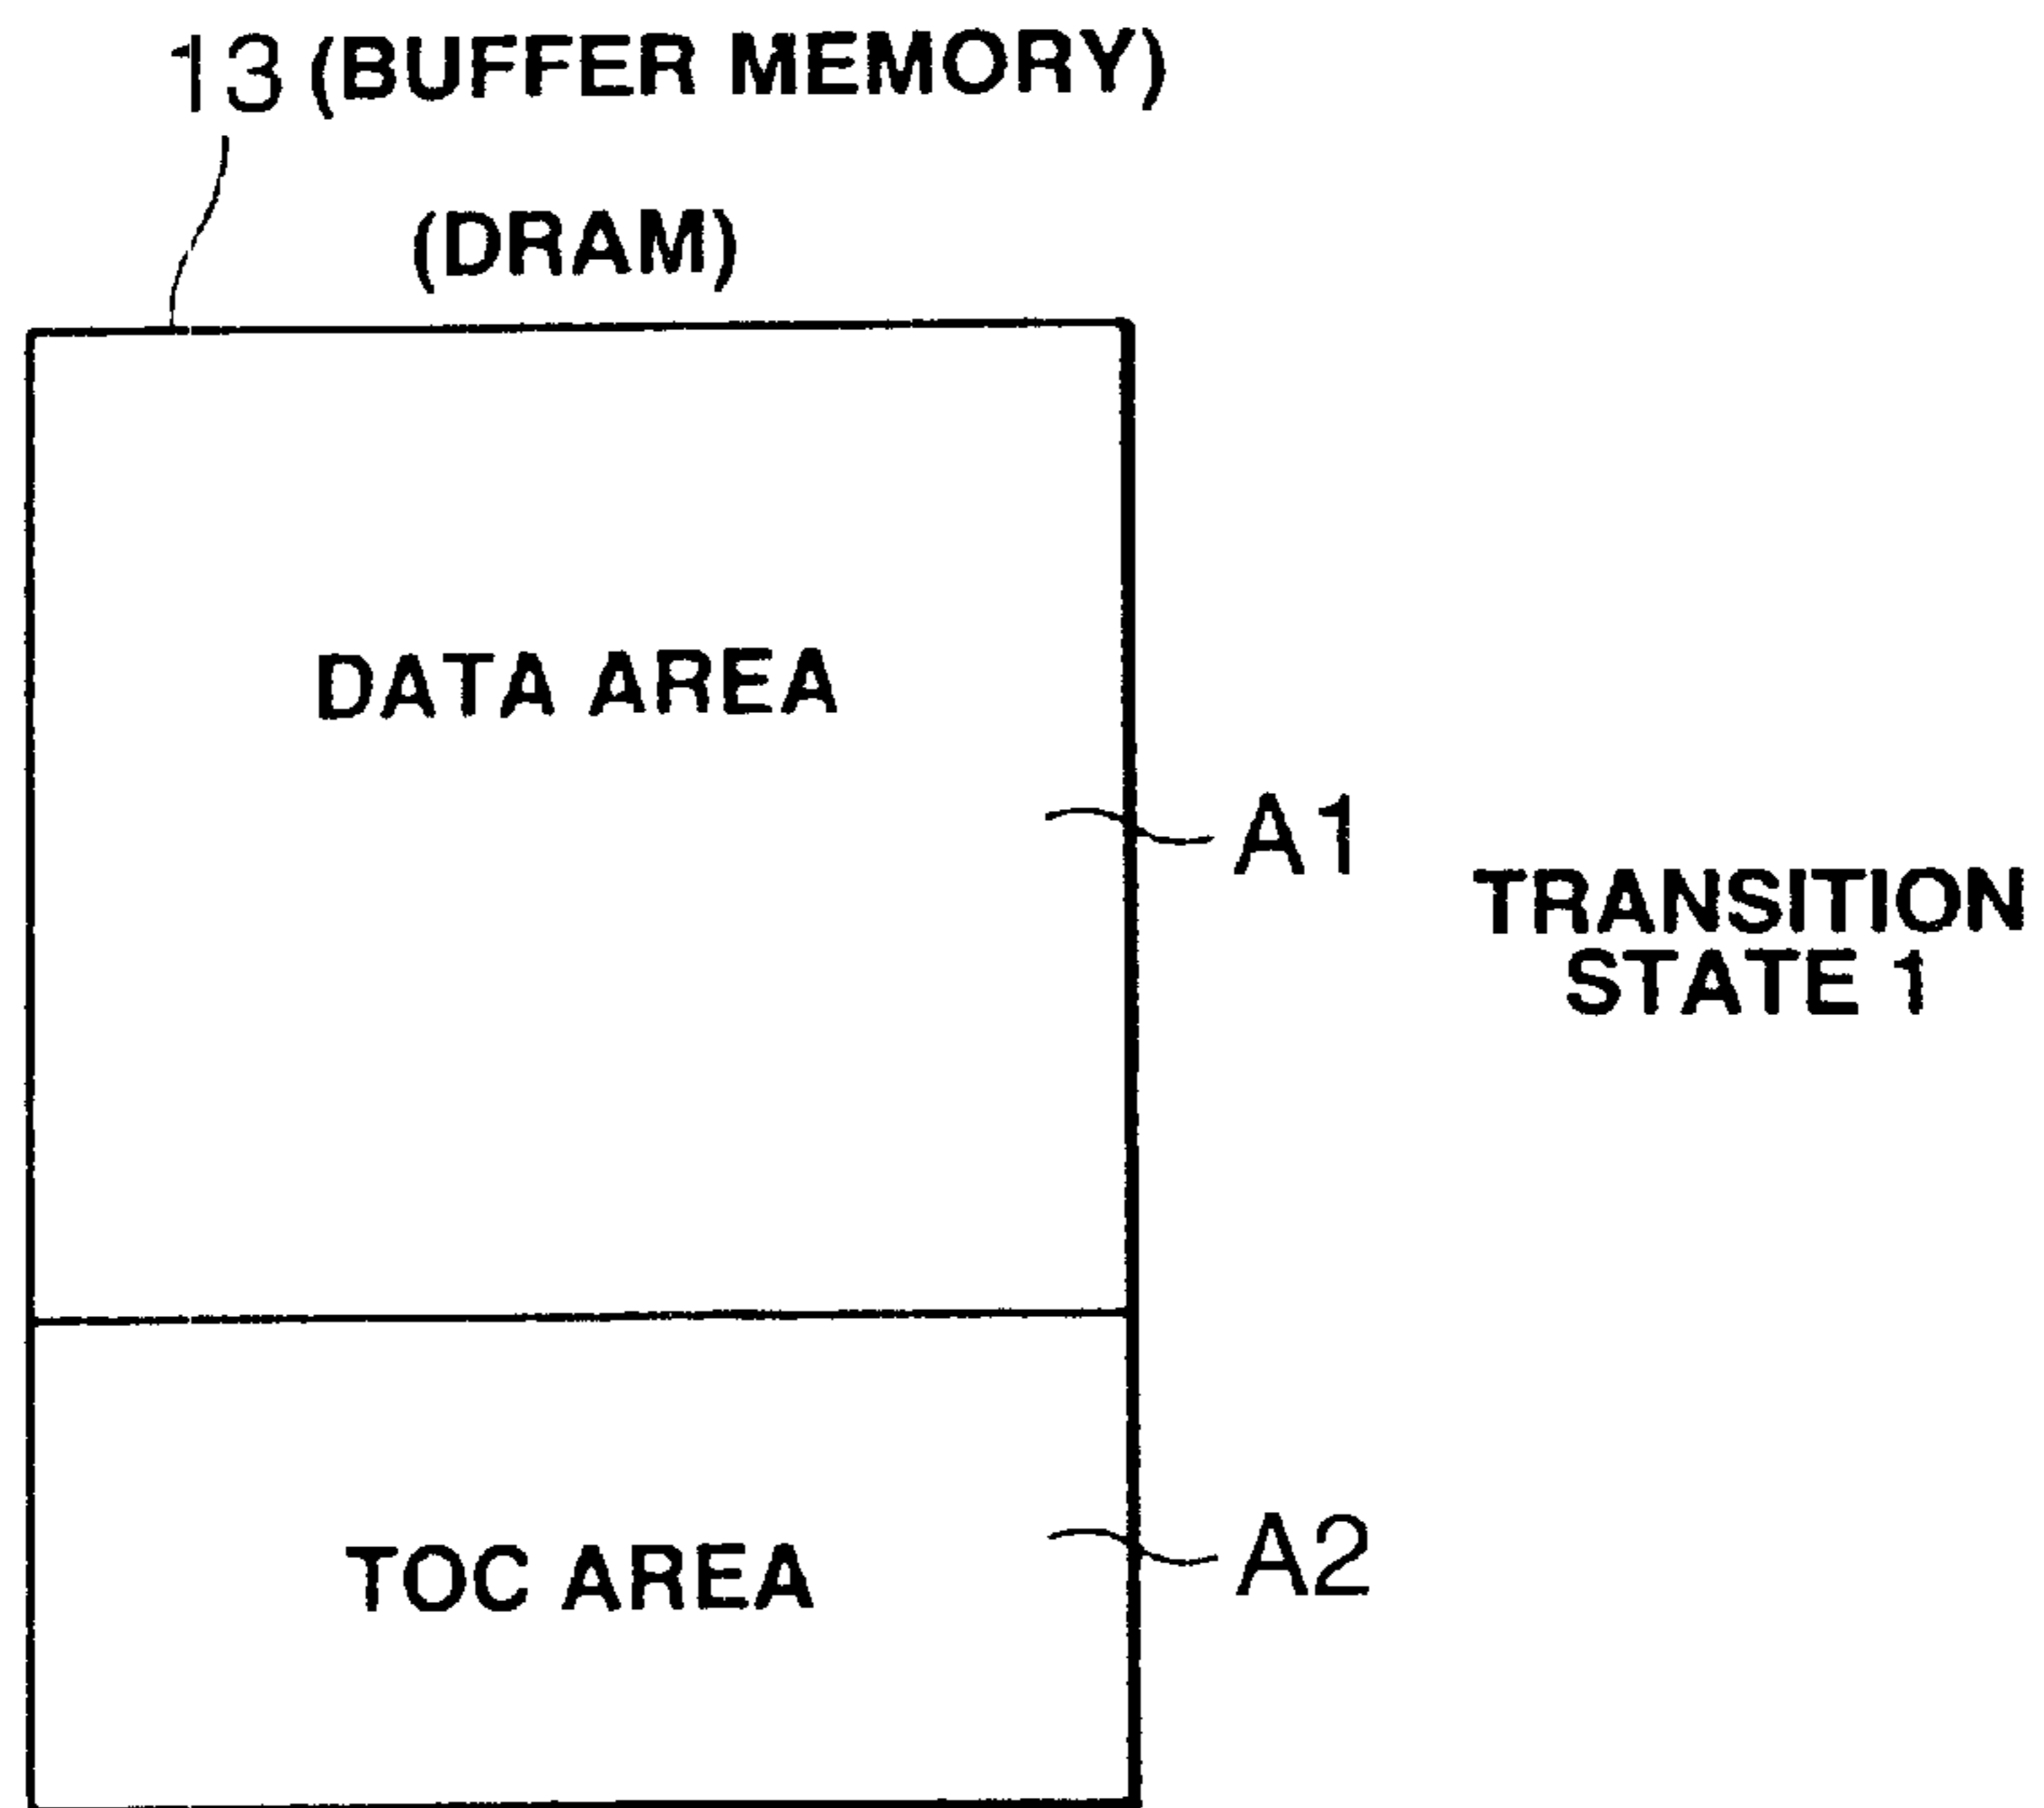 13 (BUFFER MEMORY)
(DRAM)
DATA AREA
A1
TRANSITION
STATE 1
TOC AREA
A2